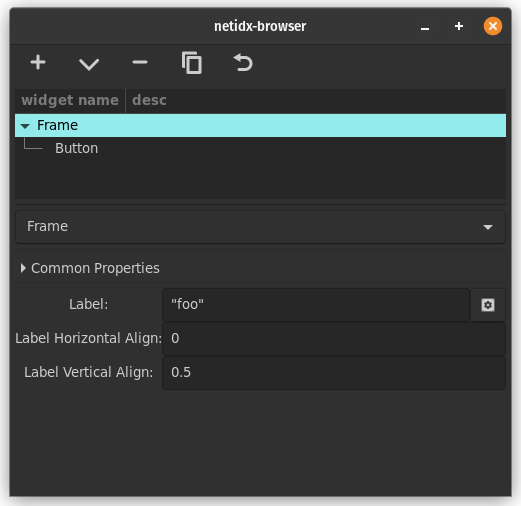 netidx-browser
widget name desc
Frame
Button
Frame
Common Properties
Label: "foo"
Label Horizontal Align: 0
Label Vertical Align: 0.5